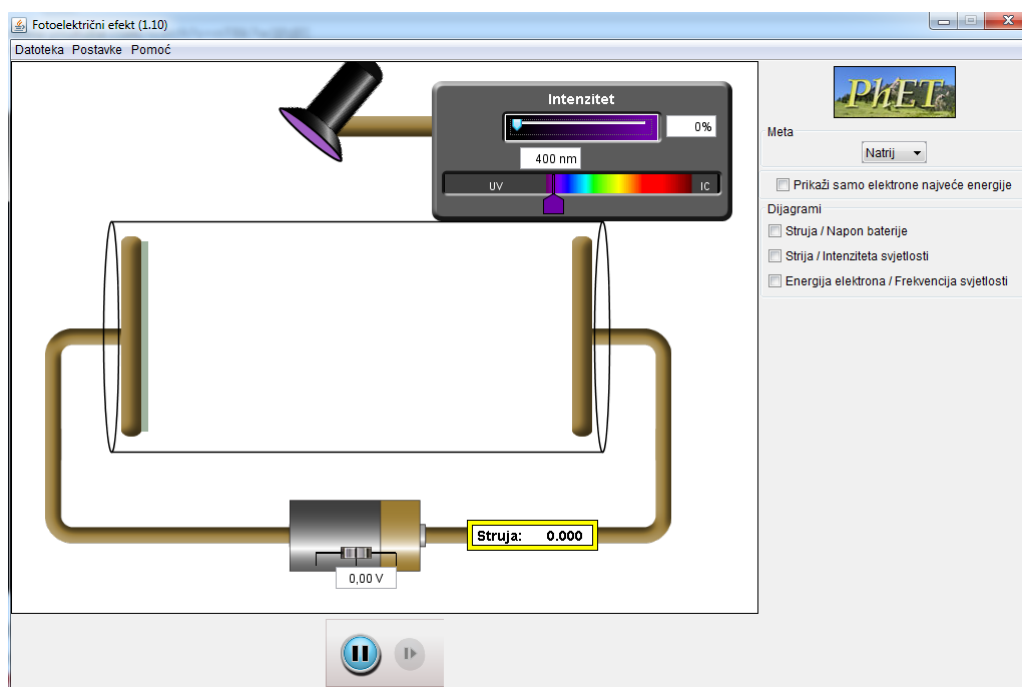 Fotoelektrični efekt (1.10)
Datoteka Postavke Pomoć
Intenzitet
0%
400 nm
UV
IC
Struja: 0.000
0,00 V
PhET
Meta
Natrij
Prikaži samo elektrone najveće energije
Dijagrami
Struja / Napon baterije
Strija / Intenziteta svjetlosti
Energija elektrona / Frekvencija svjetlosti